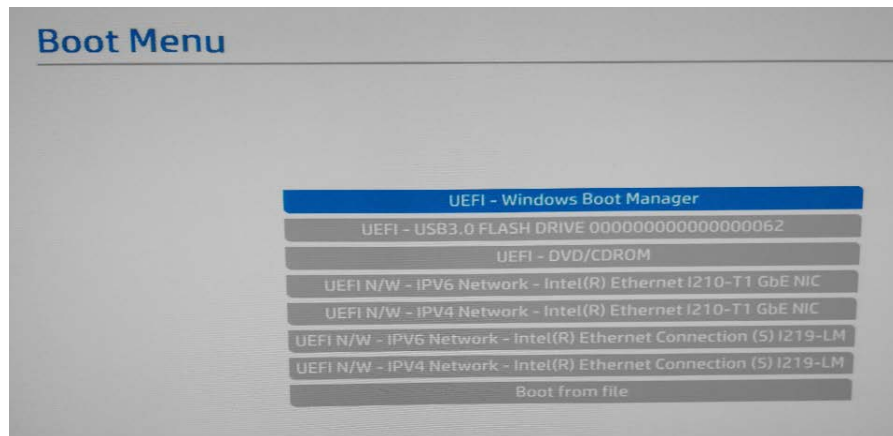 Boot Menu
UEFI - Windows Boot Manager
UEFI - USB3.0 FLASH DRIVE 0000000000000000062
UEFI - DVD/CDROM
UEFI N/W - IPV6 Network - Intel(R) Ethernet I210-T1 GbE NIC
UEFI N/W - IPV4 Network - Intel(R) Ethernet I210-T1 GbE NIC
UEFI N/W - IPV6 Network - Intel(R) Ethernet Connection (5) I219-LM
UEFI N/W - IPV4 Network - Intel(R) Ethernet Connection (5) I219-LM
Boot from file